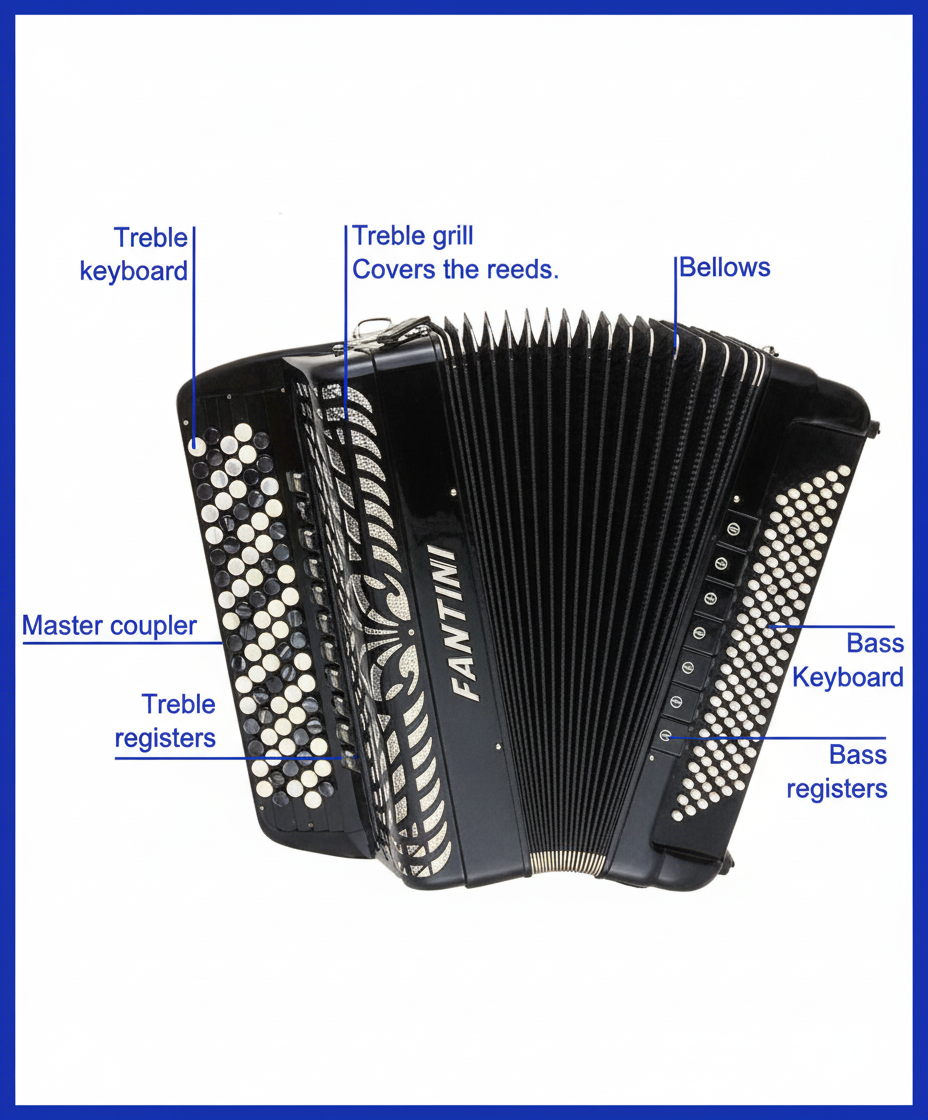 Treble
keyboard
Treble grill
Covers the reeds.
Bellows
FANTINI
Master coupler
Treble
registers
Bass
Keyboard
Bass
registers